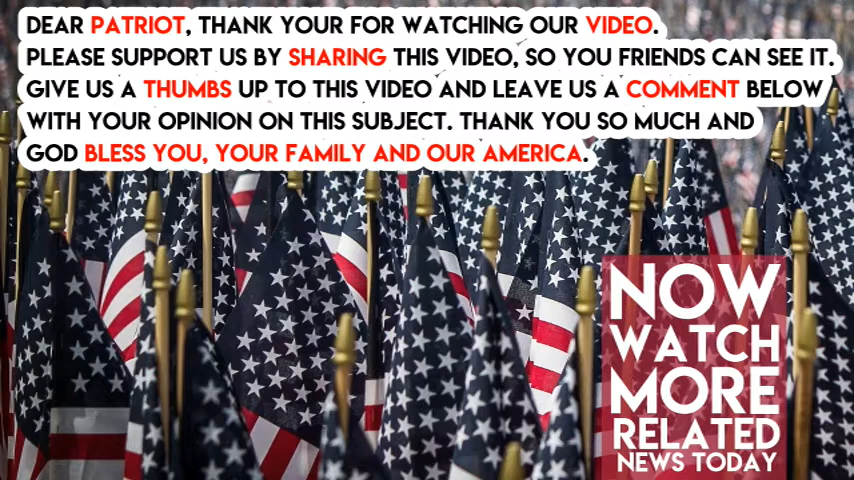 DEAR PATRIOT, THANK YOUR FOR WATCHING OUR VIDEO.
PLEASE SUPPORT US BY SHARING THIS VIDEO, SO YOU FRIENDS CAN SEE IT.
GIVE US A THUMBS UP TO THIS VIDEO AND LEAVE US A COMMENT BELOW
WITH YOUR OPINION ON THIS SUBJECT. THANK YOU SO MUCH AND
GOD BLESS YOU, YOUR FAMILY AND OUR AMERICA.
NOW
WATCH
MORE
RELATED
NEWS TODAY